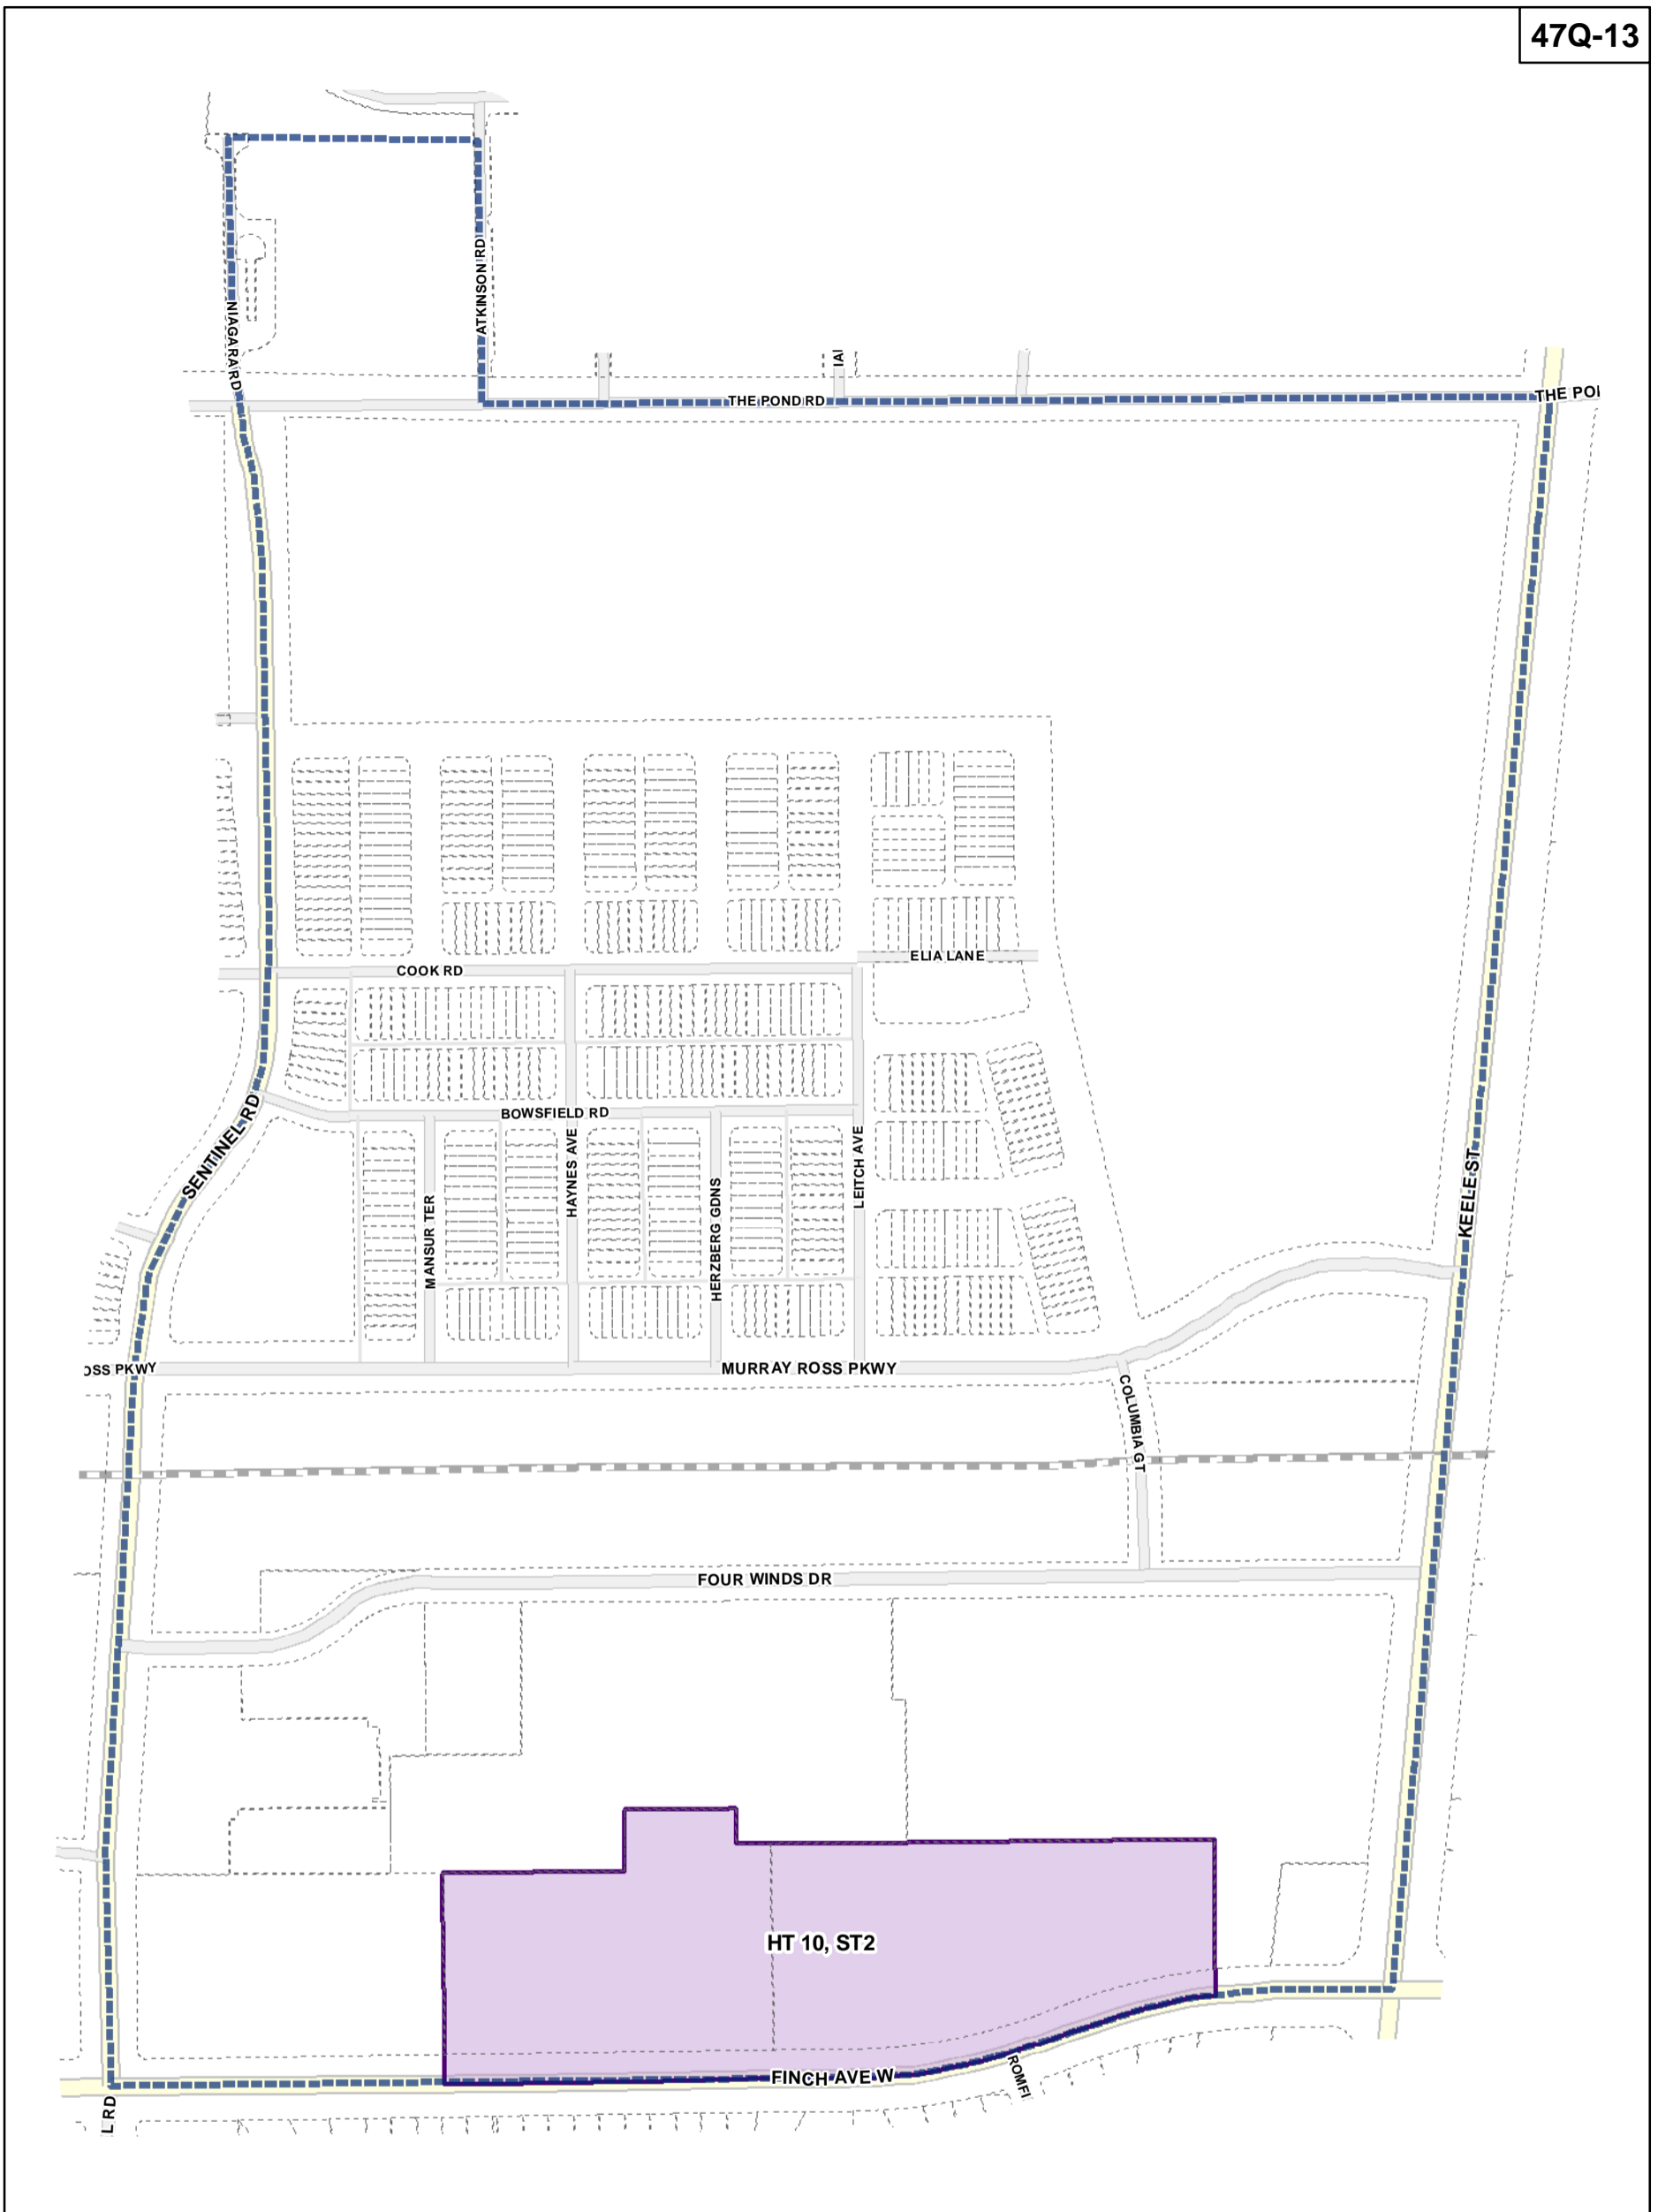 47Q-13
NIAGARA RD
ATKINSON RD
IAI
THE POND RD
THE PON
ELIA LANE
COOK RD
SENTINEL RD
BOWSFIELD RD
HAYNES AVE
LEITCH AVE
MANSUR TER
HERZBERG GDNS
KEELE ST
OSS PKWY
MURRAY ROSS PKWY
COLUMBIA GT
FOUR WINDS DR
HT 10, ST2
FINCH AVE W
ROMFI
L RD